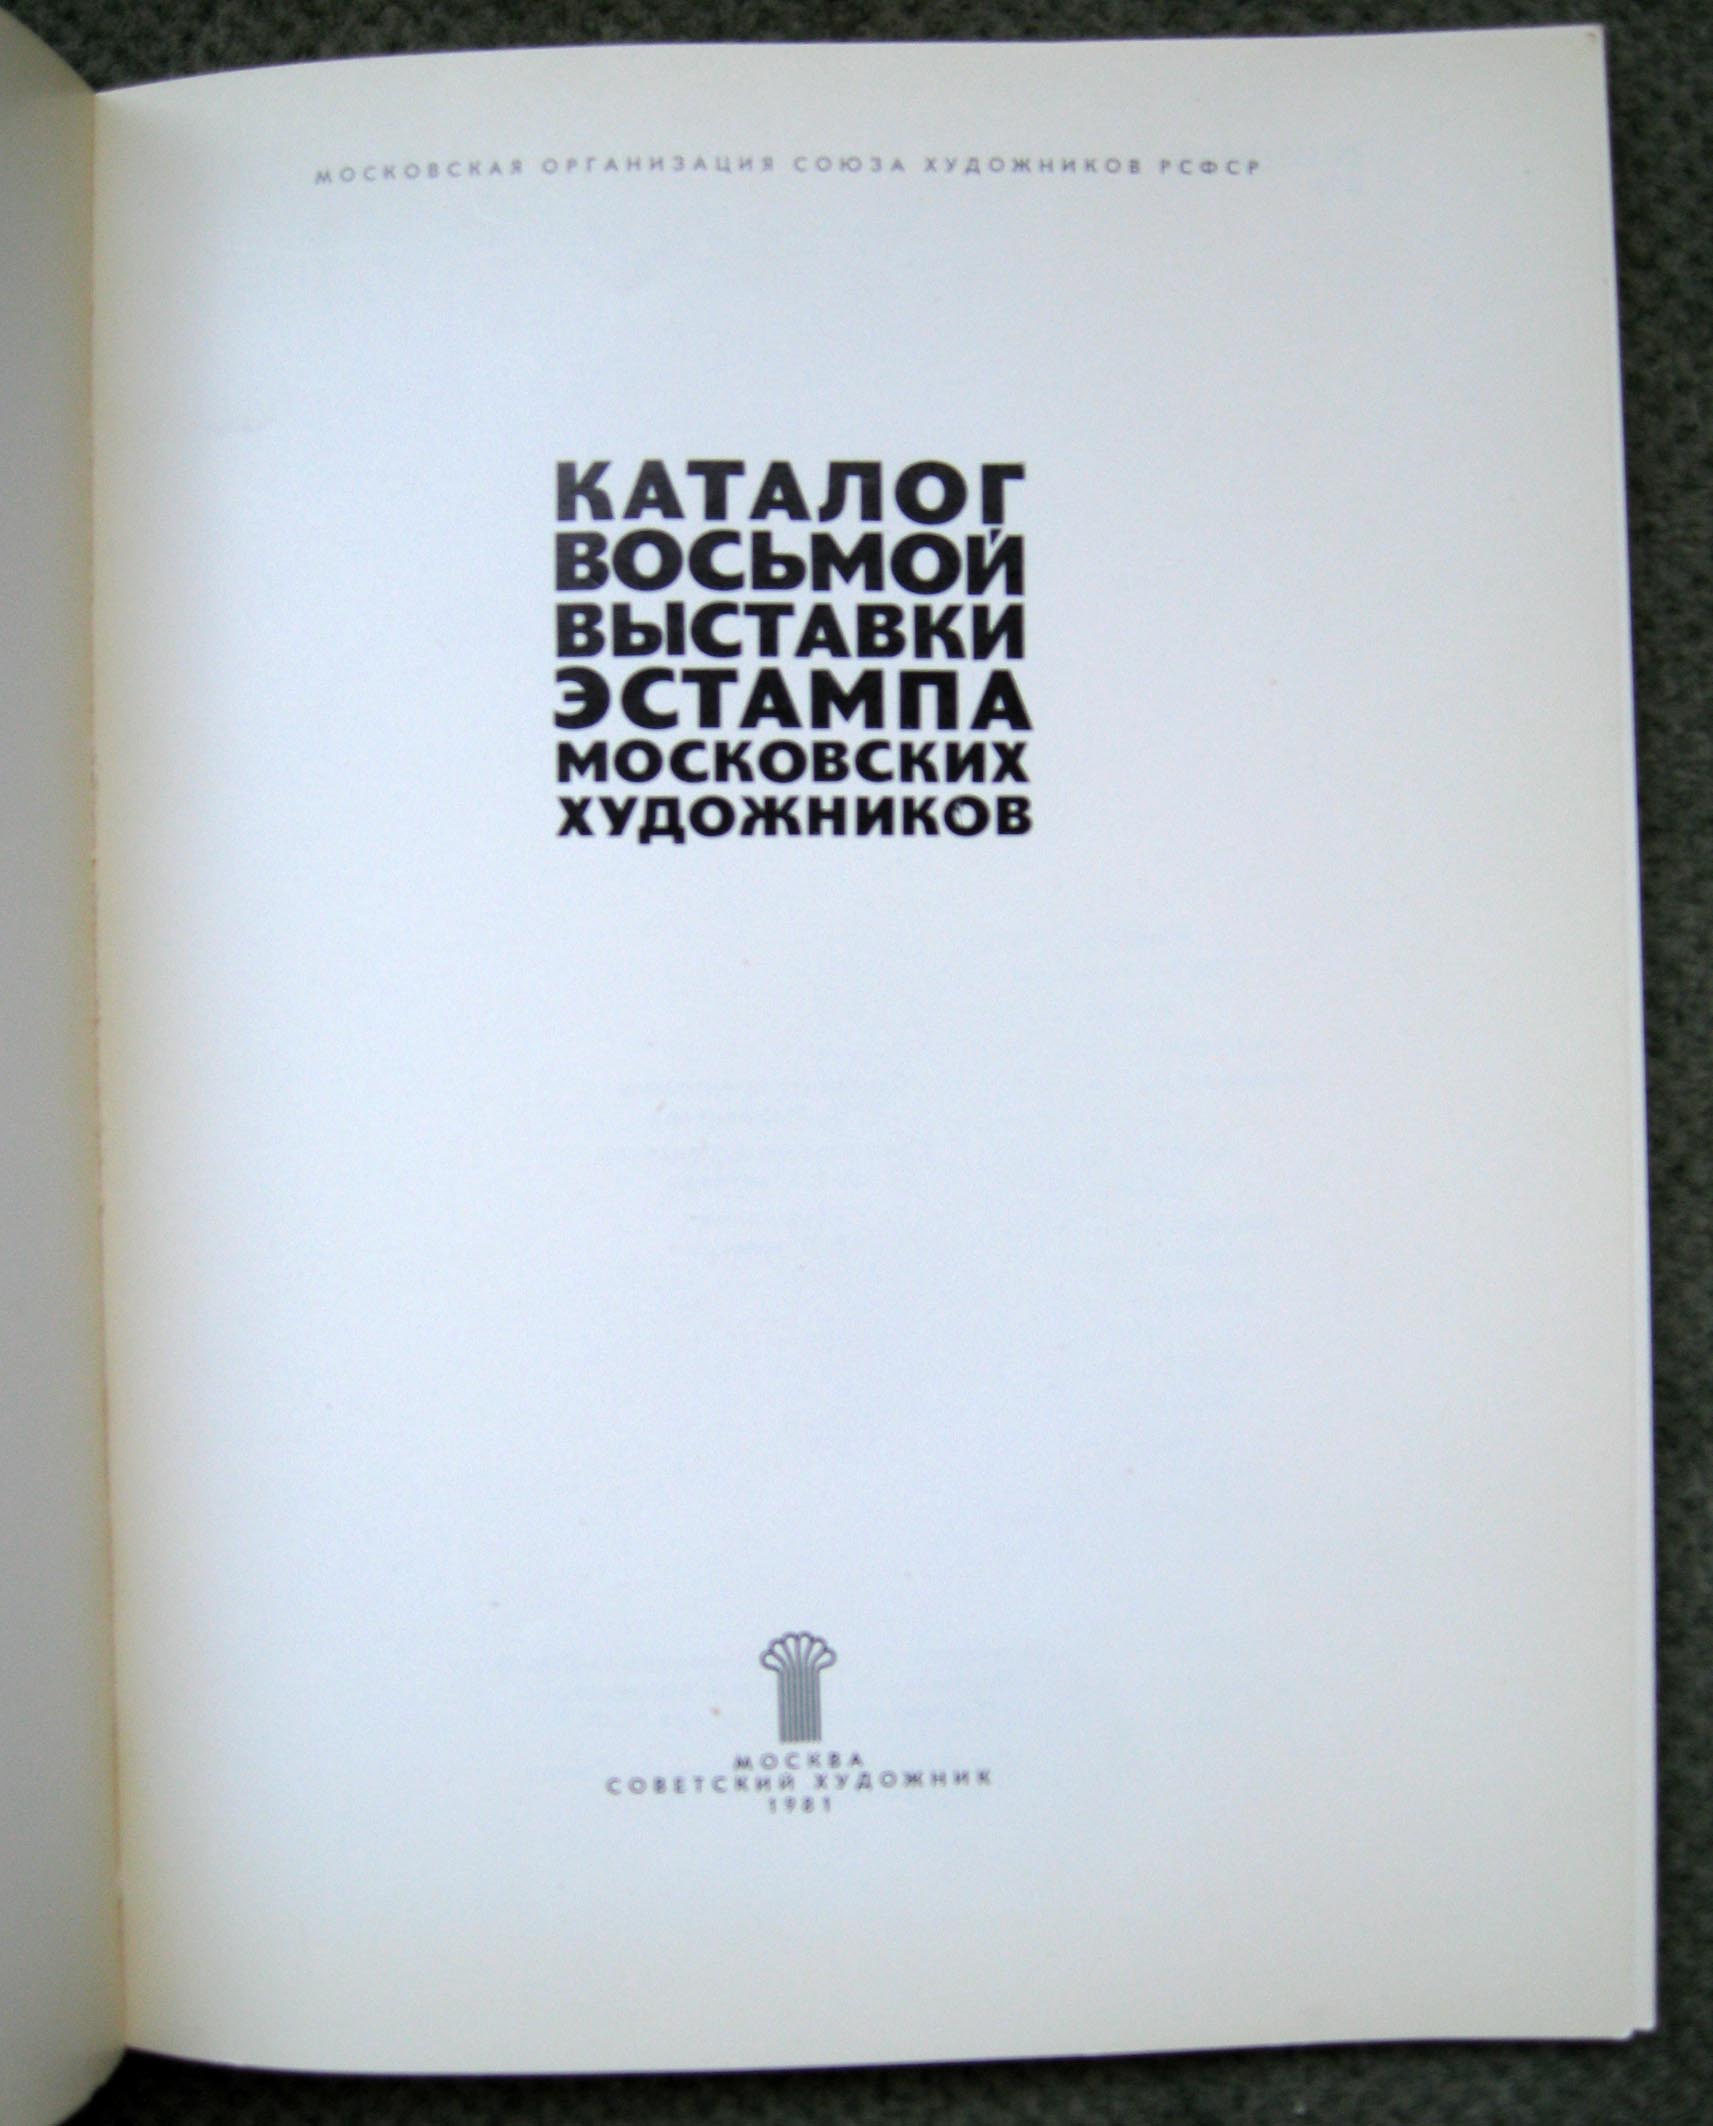 МОСКОВСКАЯ ОРГАНИЗАЦИЯ СОЮЗА ХУДОЖНИКОВ РСФСР
КАТАЛОГ
ВОСЬМОЙ
ВЫСТАВКИ
ЭСТАМПА
МОСКОВСКИХ
ХУДОЖНИКОВ
МОСКВА
СОВЕТСКИЙ ХУДОЖНИК
1981